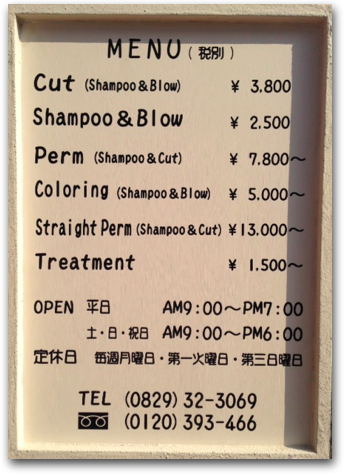 MENU(税別)
Cut (Shampoo&Blow) ¥ 3.800
Shampoo&Blow ¥ 2.500
Perm (Shampoo&Cut) ¥ 7.800～
Coloring (Shampoo&Blow) ¥ 5.000～
Straight Perm (Shampoo&Cut) ¥13.000～
Treatment ¥ 1.500～
OPEN 平日 AM9:00～PM7:00
土・日・祝日 AM9:00～PM6:00
定休日 毎週月曜日・第一火曜日・第三日曜日
TEL (0829) 32-3069
(0120) 393-466